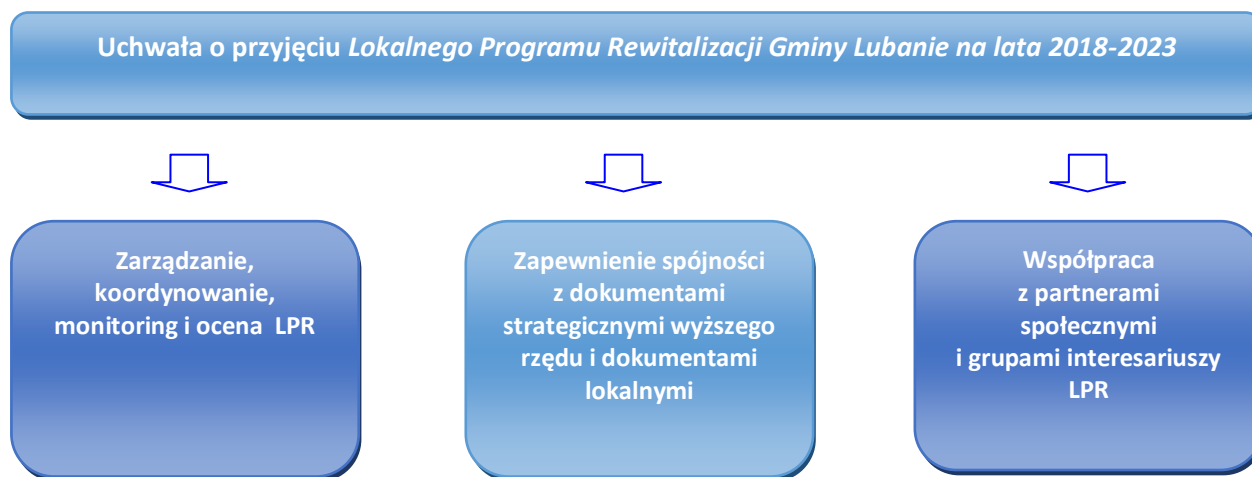 Uchwała o przyjęciu Lokalnego Programu Rewitalizacji Gminy Lubanie na lata 2018-2023
Zarządzanie,
koordynowanie,
monitoring i ocena LPR
Zapewnienie spójności
z dokumentami
strategicznymi wyższego
rzędu i dokumentami
lokalnymi
Współpraca
z partnerami
społecznymi
i grupami interesariuszy
LPR